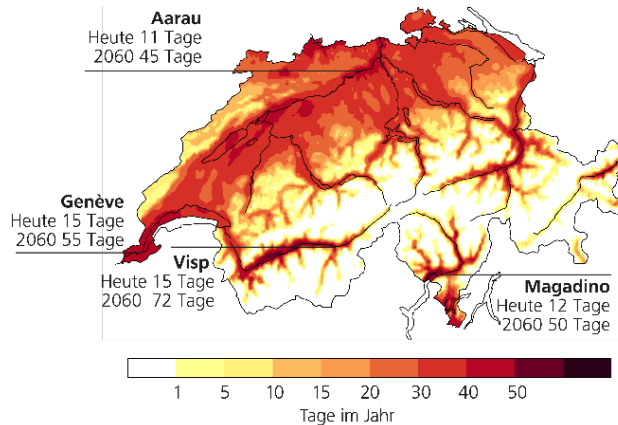 Aarau
Heute 11 Tage
2060 45 Tage
Genève
Heute 15 Tage
2060 55 Tage
Visp
Heute 15 Tage
2060 72 Tage
Magadino
Heute 12 Tage
2060 50 Tage
1 5 10 15 20 30 40 50
Tage im Jahr